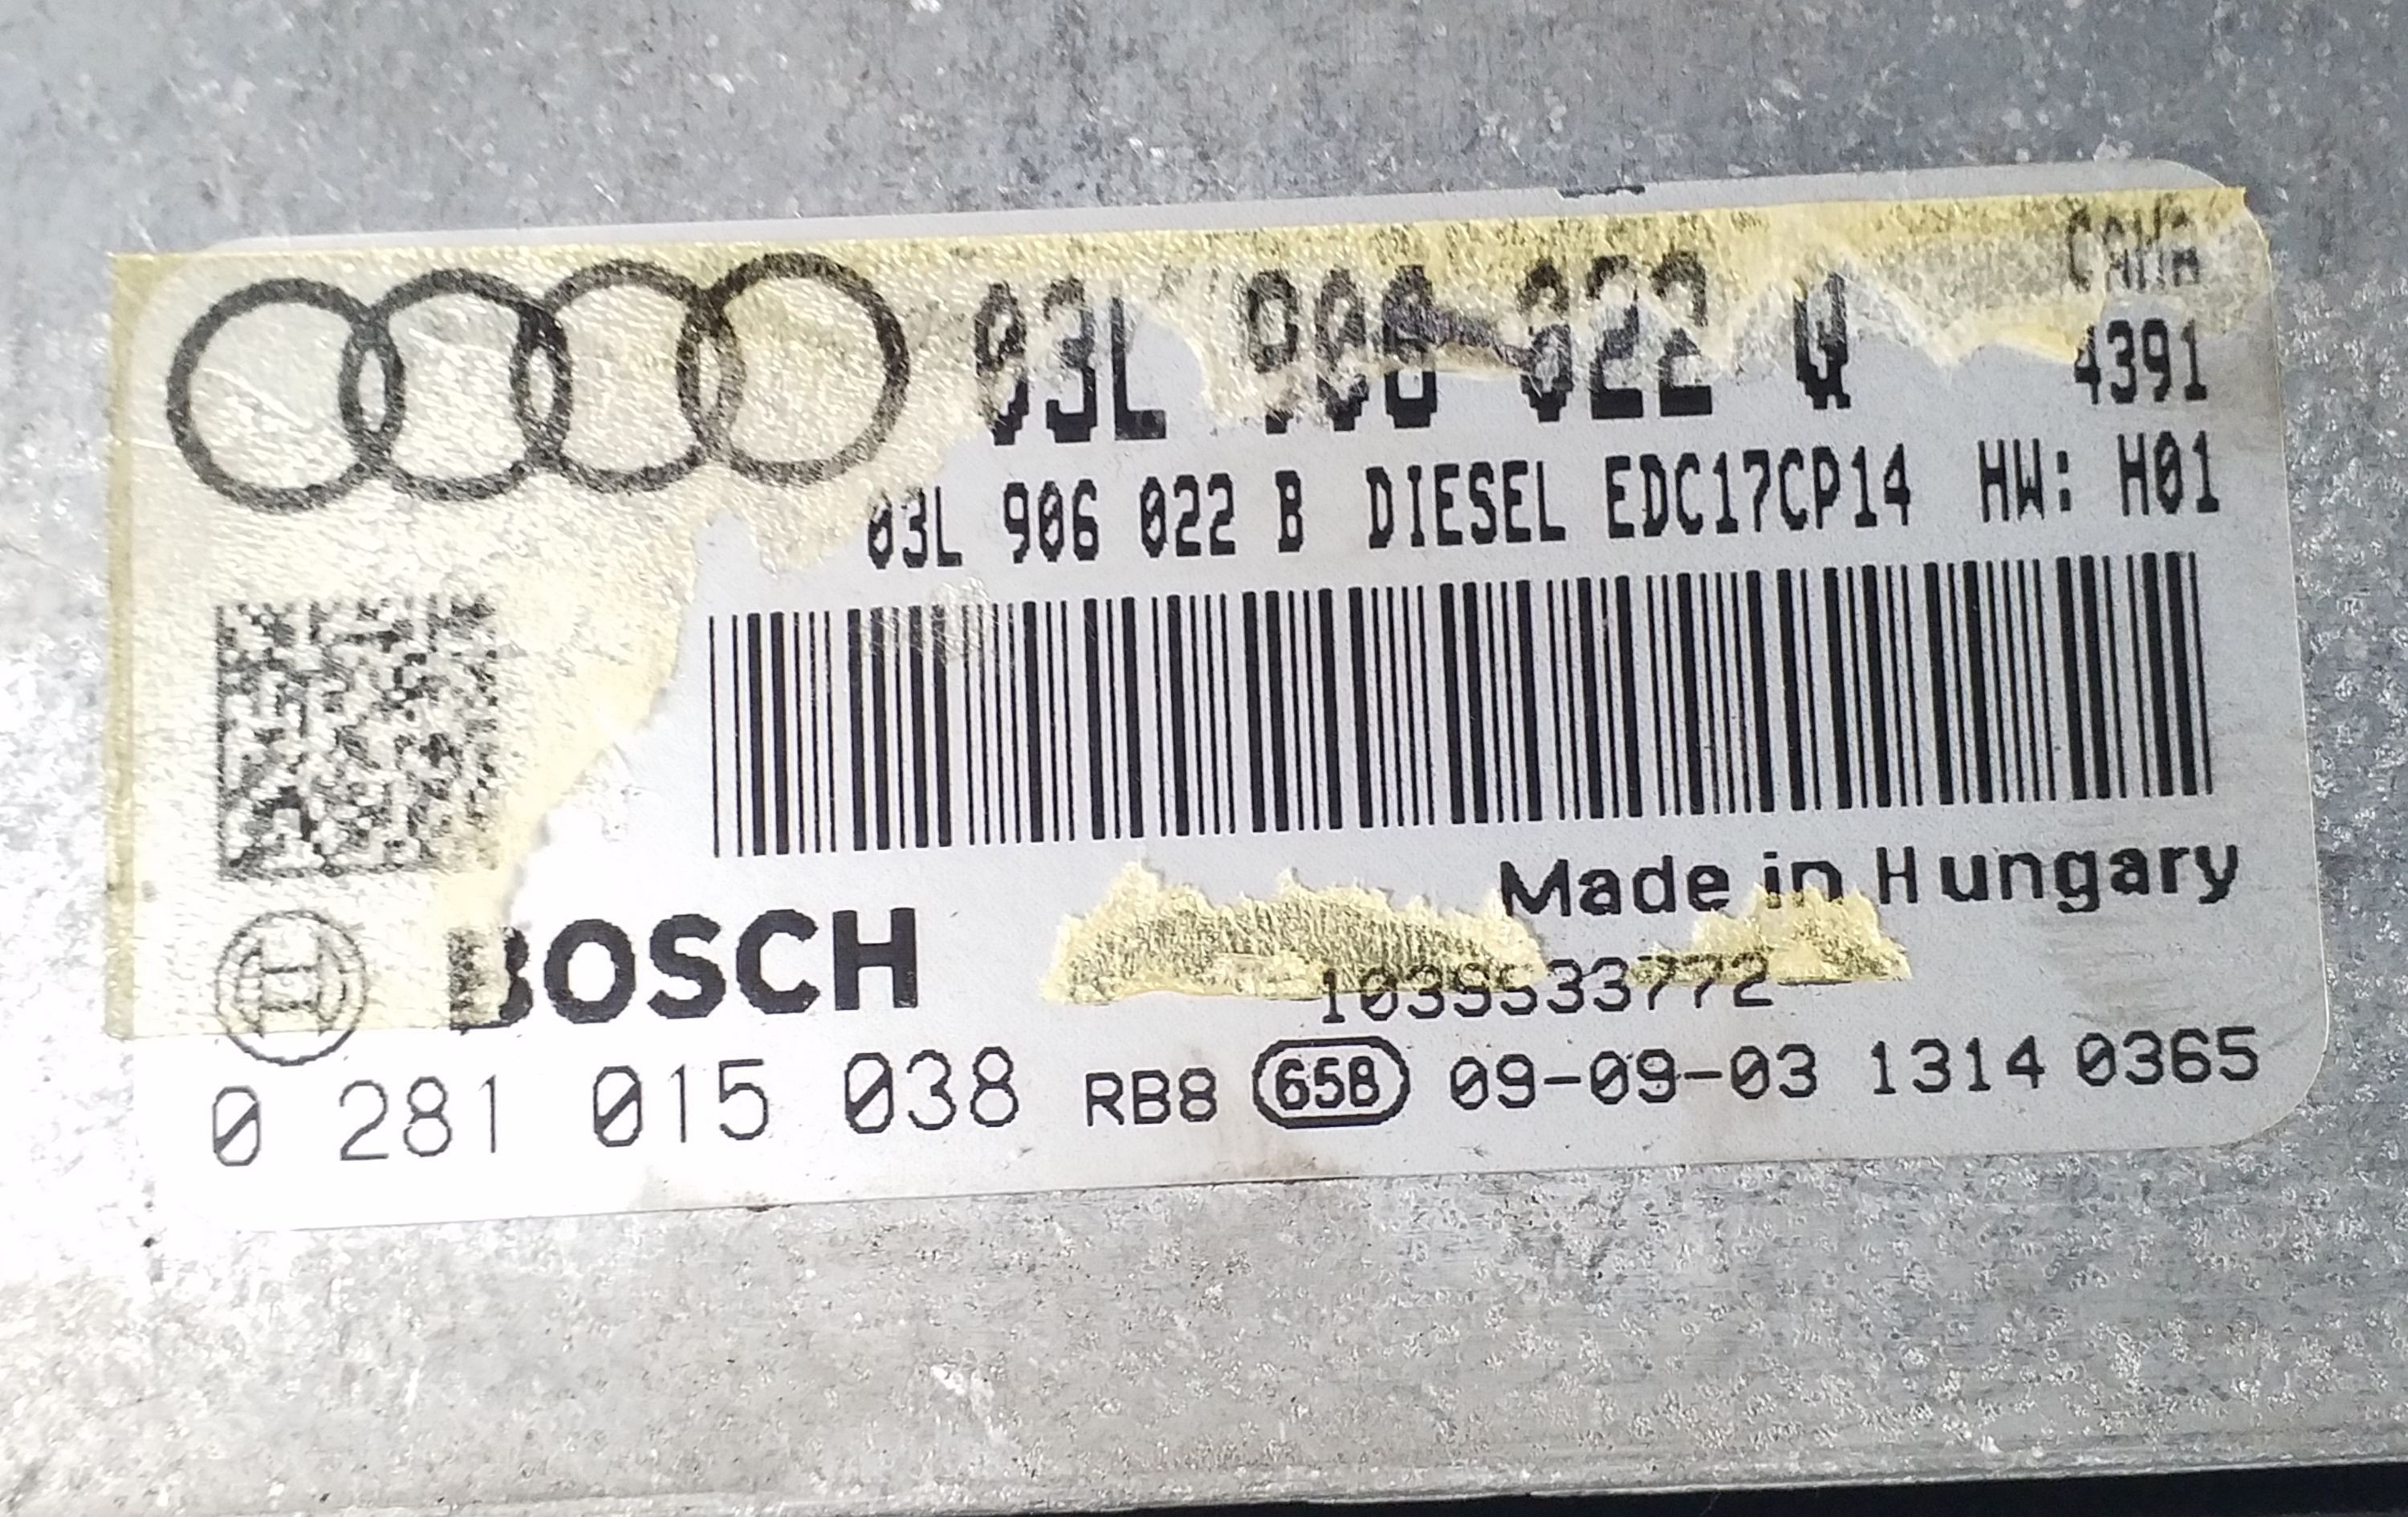 03L 906 022 Q
4391
03L 906 022 B DIESEL EDC17CP14 HW: H01
Made in Hungary
BOSCH
1039S33772
0 281 015 038 RB8 65B 09-09-03 1314 0365